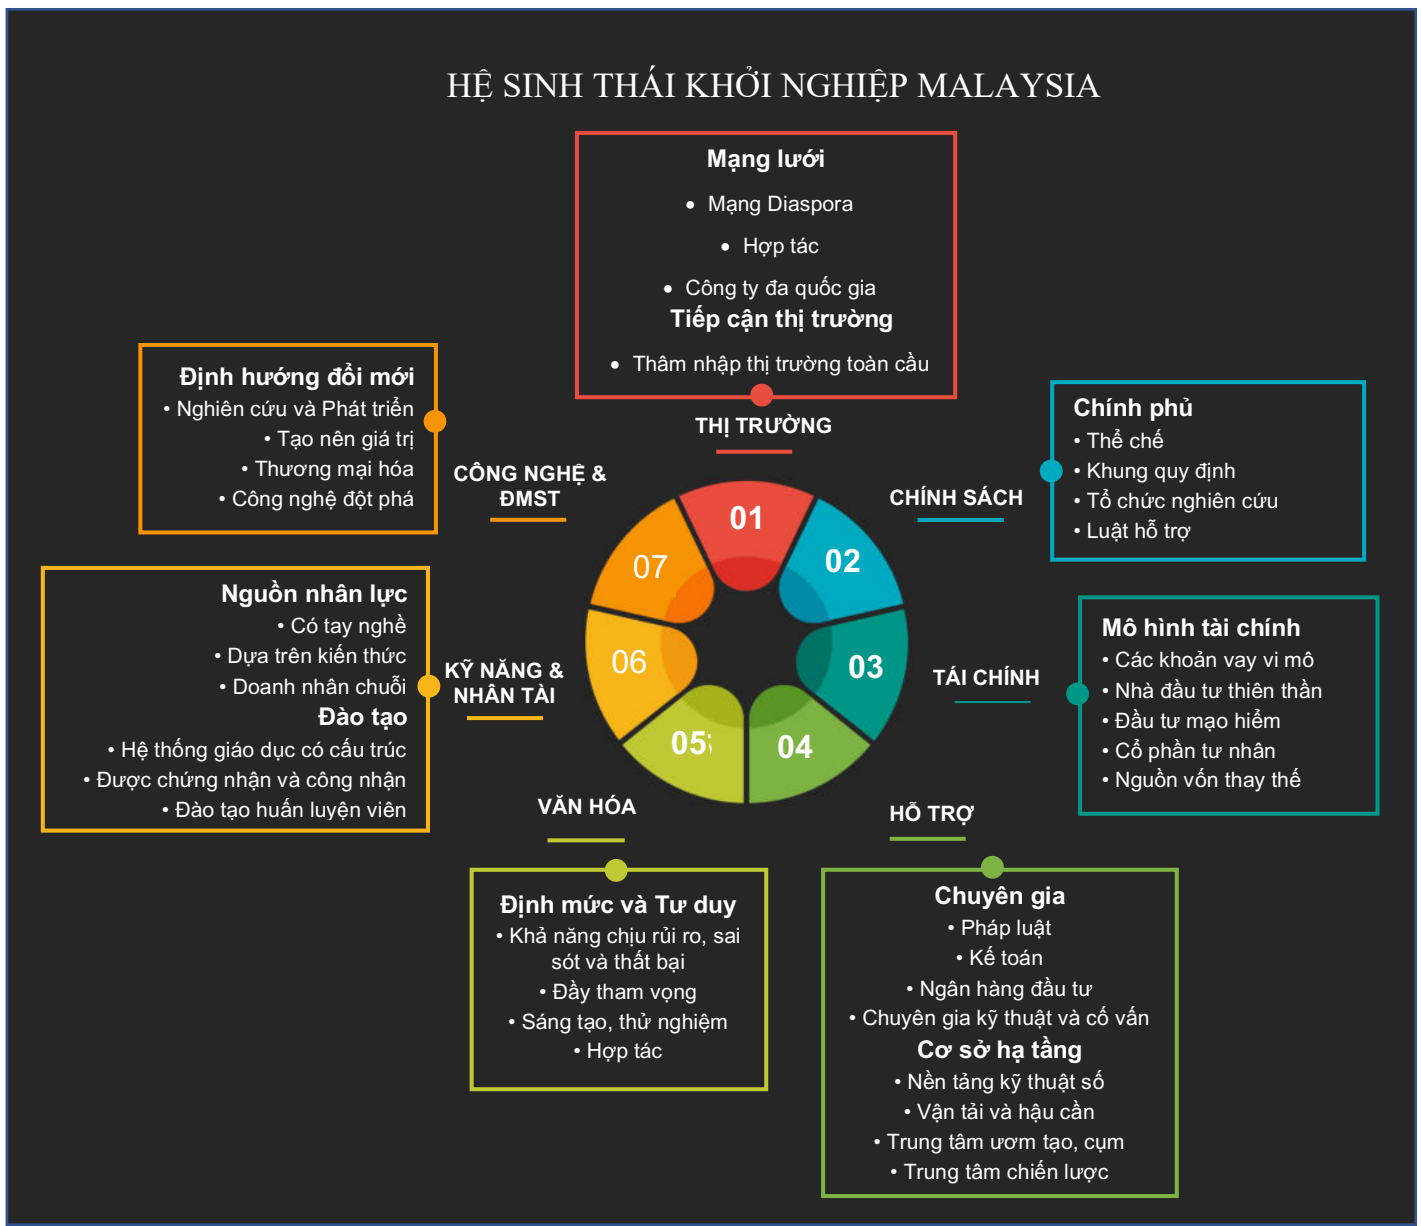 HỆ SINH THÁI KHỞI NGHIỆP MALAYSIA
Mạng lưới
• Mạng Diaspora
• Hợp tác
• Công ty đa quốc gia
Tiếp cận thị trường
• Thâm nhập thị trường toàn cầu
THỊ TRƯỜNG
01
Chính phủ
• Thể chế
• Khung quy định
• Tổ chức nghiên cứu
• Luật hỗ trợ
CHÍNH SÁCH
02
Mô hình tài chính
• Các khoản vay vi mô
• Nhà đầu tư thiên thần
• Đầu tư mạo hiểm
• Cổ phần tư nhân
• Nguồn vốn thay thế
TÁI CHÍNH
03
HỖ TRỢ
04
Chuyên gia
• Pháp luật
• Kế toán
• Ngân hàng đầu tư
• Chuyên gia kỹ thuật và cố vấn
Cơ sở hạ tầng
• Nền tảng kỹ thuật số
• Vận tải và hậu cần
• Trung tâm ươm tạo, cụm
• Trung tâm chiến lược
VĂN HÓA
05
Định mức và Tư duy
• Khả năng chịu rủi ro, sai
sót và thất bại
• Đầy tham vọng
• Sáng tạo, thử nghiệm
• Hợp tác
KỸ NĂNG &
NHÂN TÀI
06
Nguồn nhân lực
• Có tay nghề
• Dựa trên kiến thức
• Doanh nhân chuỗi
Đào tạo
• Hệ thống giáo dục có cấu trúc
• Được chứng nhận và công nhận
• Đào tạo huấn luyện viên
CÔNG NGHỆ &
ĐMST
07
Định hướng đổi mới
• Nghiên cứu và Phát triển
• Tạo nên giá trị
• Thương mại hóa
• Công nghệ đột phá